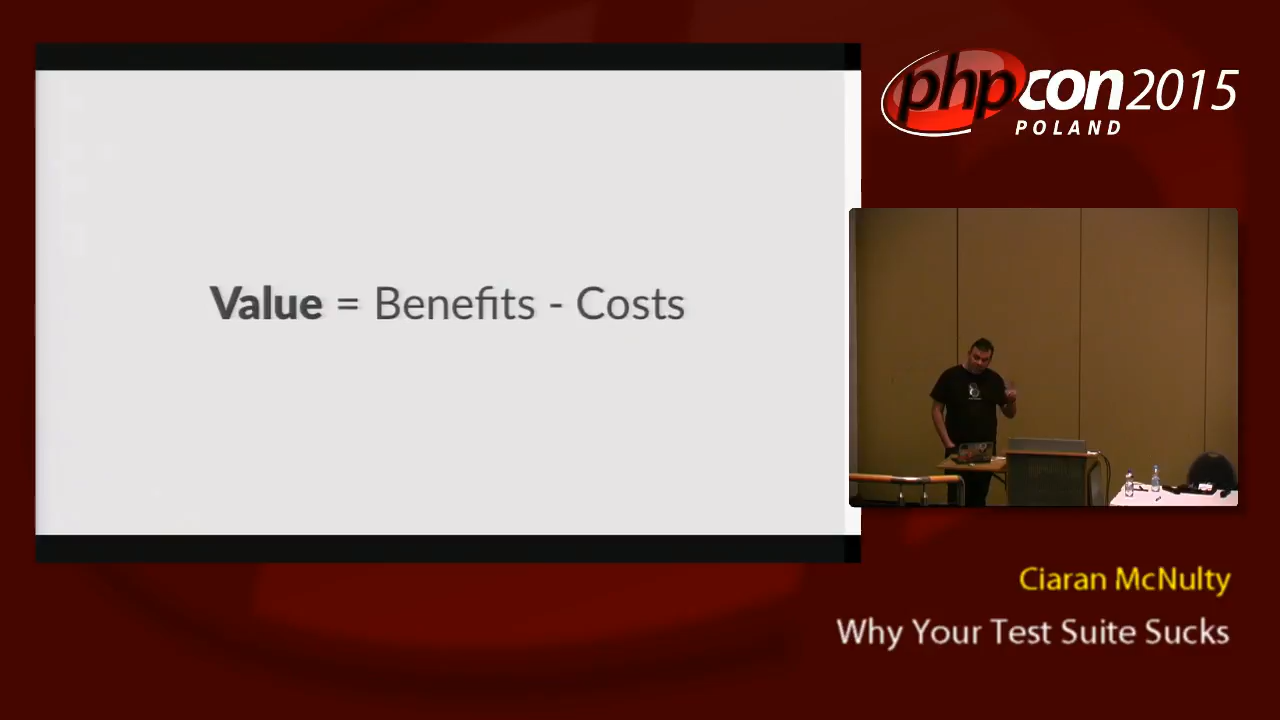 Value = Benefits - Costs
phpcon2015
POLAND
Ciaran McNulty
Why Your Test Suite Sucks